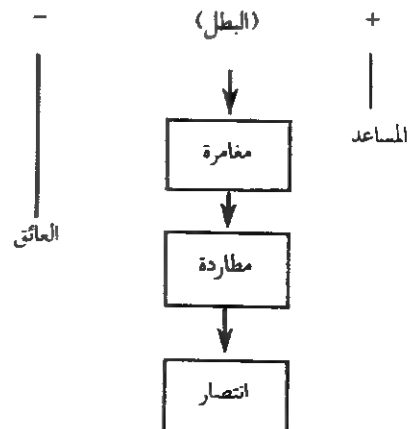 + (البطل) −
المساعد
مغامرة
العائق
مطاردة
انتصار